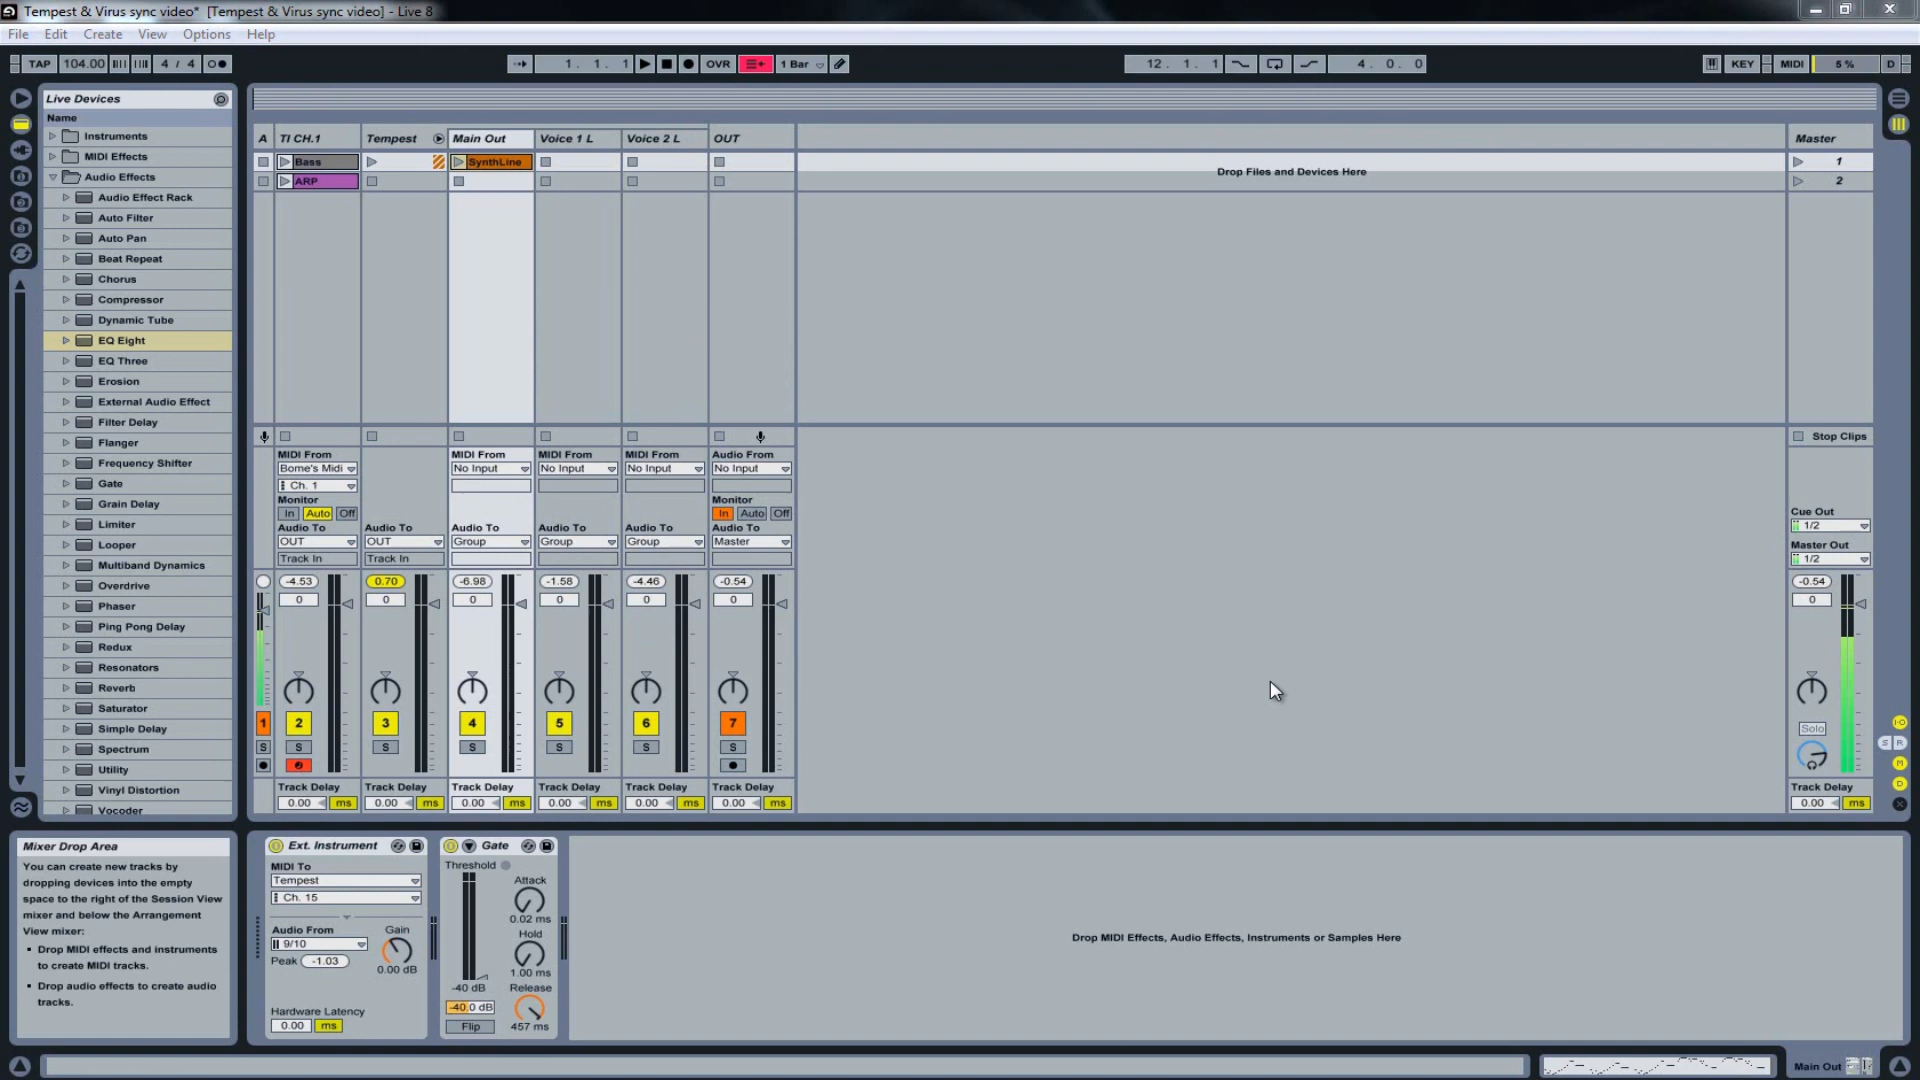 Tempest & Virus sync video* [Tempest & Virus sync video] - Live 8
File Edit Create View Options Help
TAP 104.00 4 / 4 1. 1. 1 OVR 1 Bar 12. 1. 1 4. 0. 0 KEY MIDI 5 % D
Live Devices
Name
Instruments
MIDI Effects
Audio Effects
Audio Effect Rack
Auto Filter
Auto Pan
Beat Repeat
Chorus
Compressor
Dynamic Tube
EQ Eight
EQ Three
Erosion
External Audio Effect
Filter Delay
Flanger
Frequency Shifter
Gate
Grain Delay
Limiter
Looper
Multiband Dynamics
Overdrive
Phaser
Ping Pong Delay
Redux
Resonators
Reverb
Saturator
Simple Delay
Spectrum
Utility
Vinyl Distortion
Vocoder
A TI CH.1 Tempest Main Out Voice 1 L Voice 2 L OUT Master
Bass SynthLine 1
Drop Files and Devices Here
ARP 2
Stop Clips
MIDI From MIDI From MIDI From MIDI From Audio From
Bome's Midi No Input No Input No Input No Input
Ch. 1
Monitor Monitor
In Auto Off In Auto Off
Cue Out
1/2
Audio To Audio To Audio To Audio To Audio To Audio To
OUT OUT Group Group Group Master
Master Out
1/2
Track In Track In
-4.53 0.70 -6.98 -1.58 -4.46 -0.54 -0.54
0 0 0 0 0 0 0
1 2 3 4 5 6 7 Solo
S S S S S S S
S R
M
D
Track Delay Track Delay Track Delay Track Delay Track Delay Track Delay Track Delay
0.00 ms 0.00 ms 0.00 ms 0.00 ms 0.00 ms 0.00 ms 0.00 ms
Mixer Drop Area
You can create new tracks by
dropping devices into the empty
space to the right of the Session View
mixer and below the Arrangement
View mixer:
Drop MIDI effects and instruments
to create MIDI tracks.
Drop audio effects to create audio
tracks.
Ext. Instrument
MIDI To
Tempest
Ch. 15
Audio From Gain
9/10
Peak -1.03 0.00 dB
Hardware Latency
0.00 ms
Gate
Threshold
Attack
0.02 ms
Hold
1.00 ms
-40 dB Release
-40.0 dB
Flip 457 ms
Drop MIDI Effects, Audio Effects, Instruments or Samples Here
Main Out